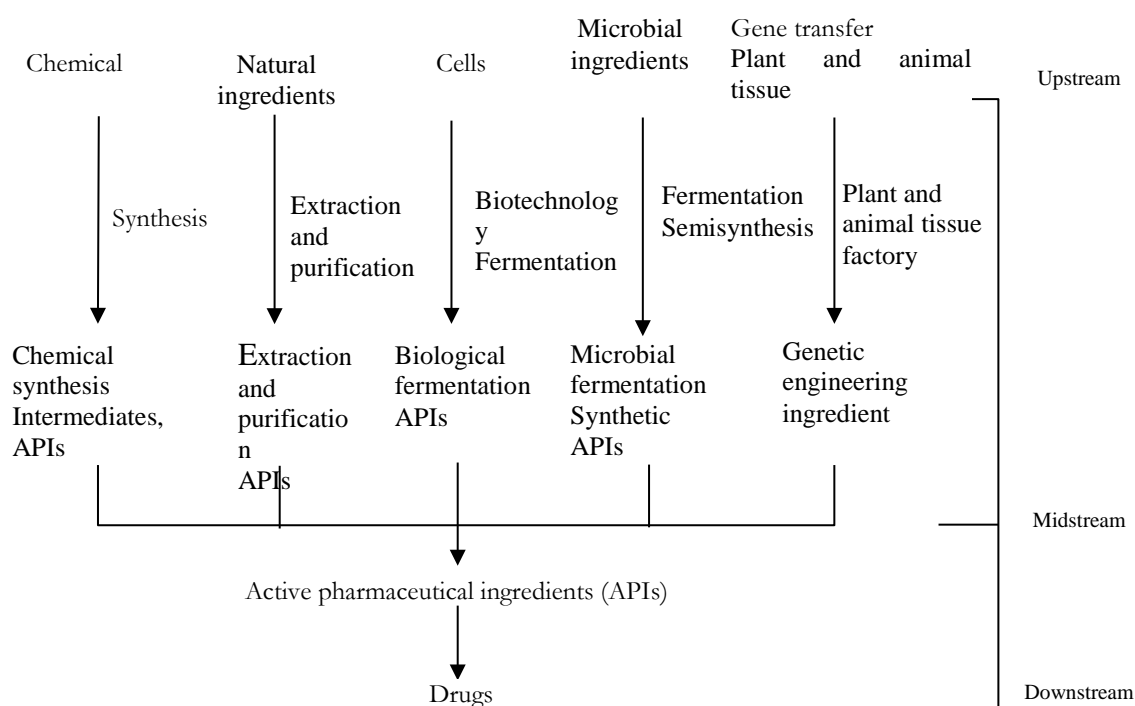 Chemical
Natural
ingredients
Cells
Microbial
ingredients
Gene transfer
Plant and animal
tissue
Upstream
Synthesis
Extraction
and
purification
Biotechnolog
y
Fermentation
Fermentation
Semisynthesis
Plant and
animal tissue
factory
Chemical
synthesis
Intermediates,
APIs
Extraction
and
purificatio
n
APIs
Biological
fermentation
APIs
Microbial
fermentation
Synthetic
APIs
Genetic
engineering
ingredient
Midstream
Active pharmaceutical ingredients (APIs)
Drugs
Downstream